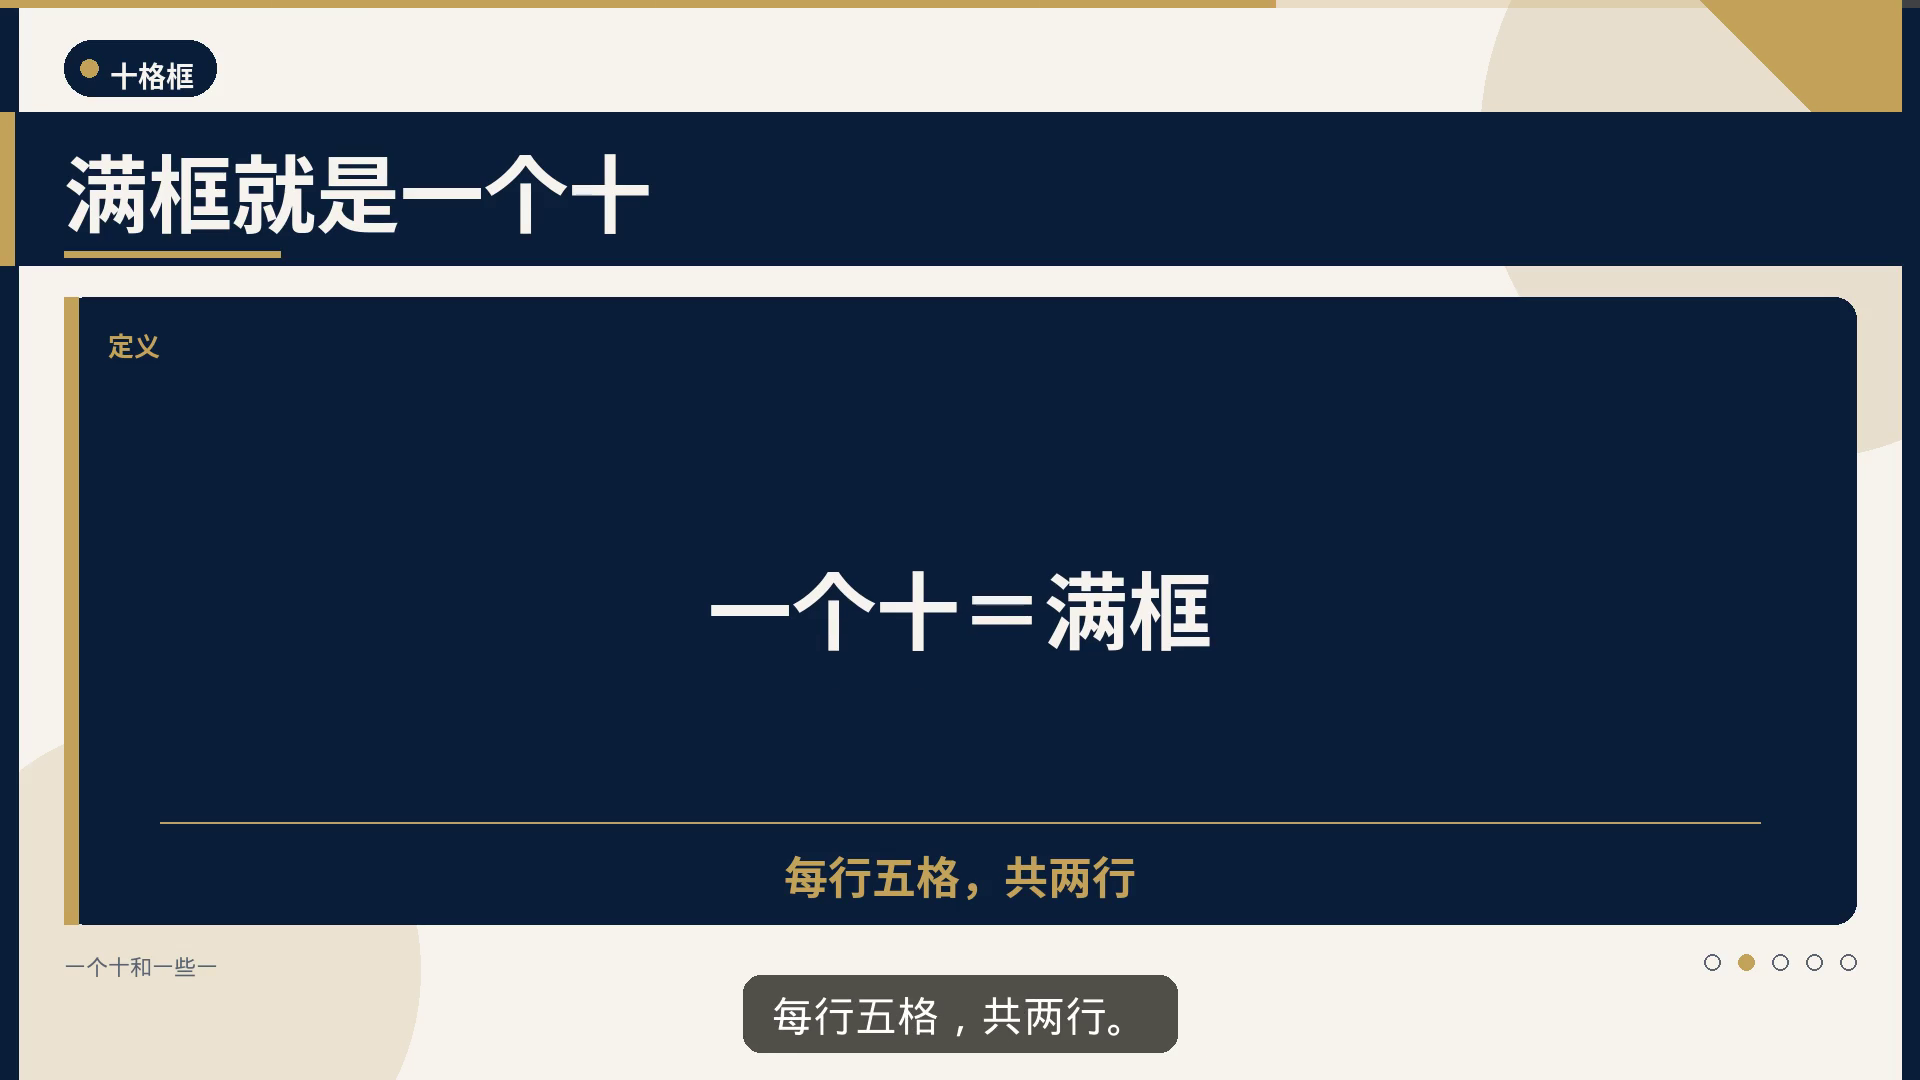 十格框
满框就是一个十
定义
一个十＝满框
每行五格，共两行
一个十和一些一
每行五格，共两行。